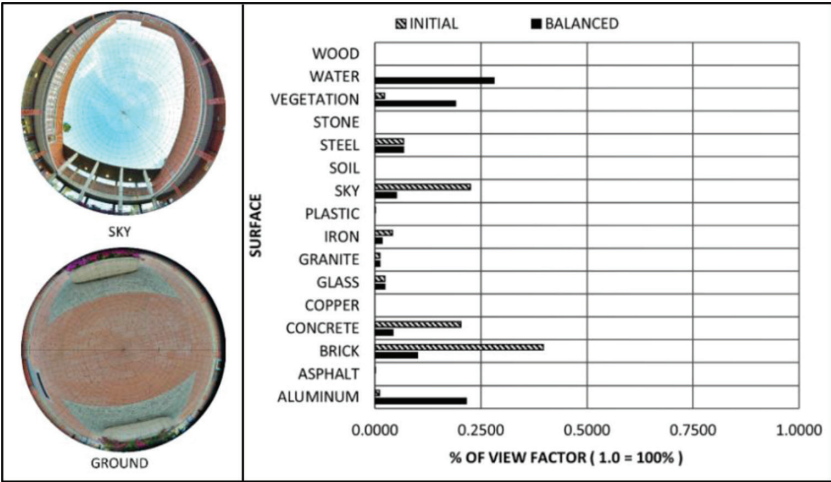 SKY
GROUND
INITIAL BALANCED
SURFACE
WOOD
WATER
VEGETATION
STONE
STEEL
SOIL
SKY
PLASTIC
IRON
GRANITE
GLASS
COPPER
CONCRETE
BRICK
ASPHALT
ALUMINUM
0.0000 0.2500 0.5000 0.7500 1.0000
% OF VIEW FACTOR ( 1.0 = 100% )